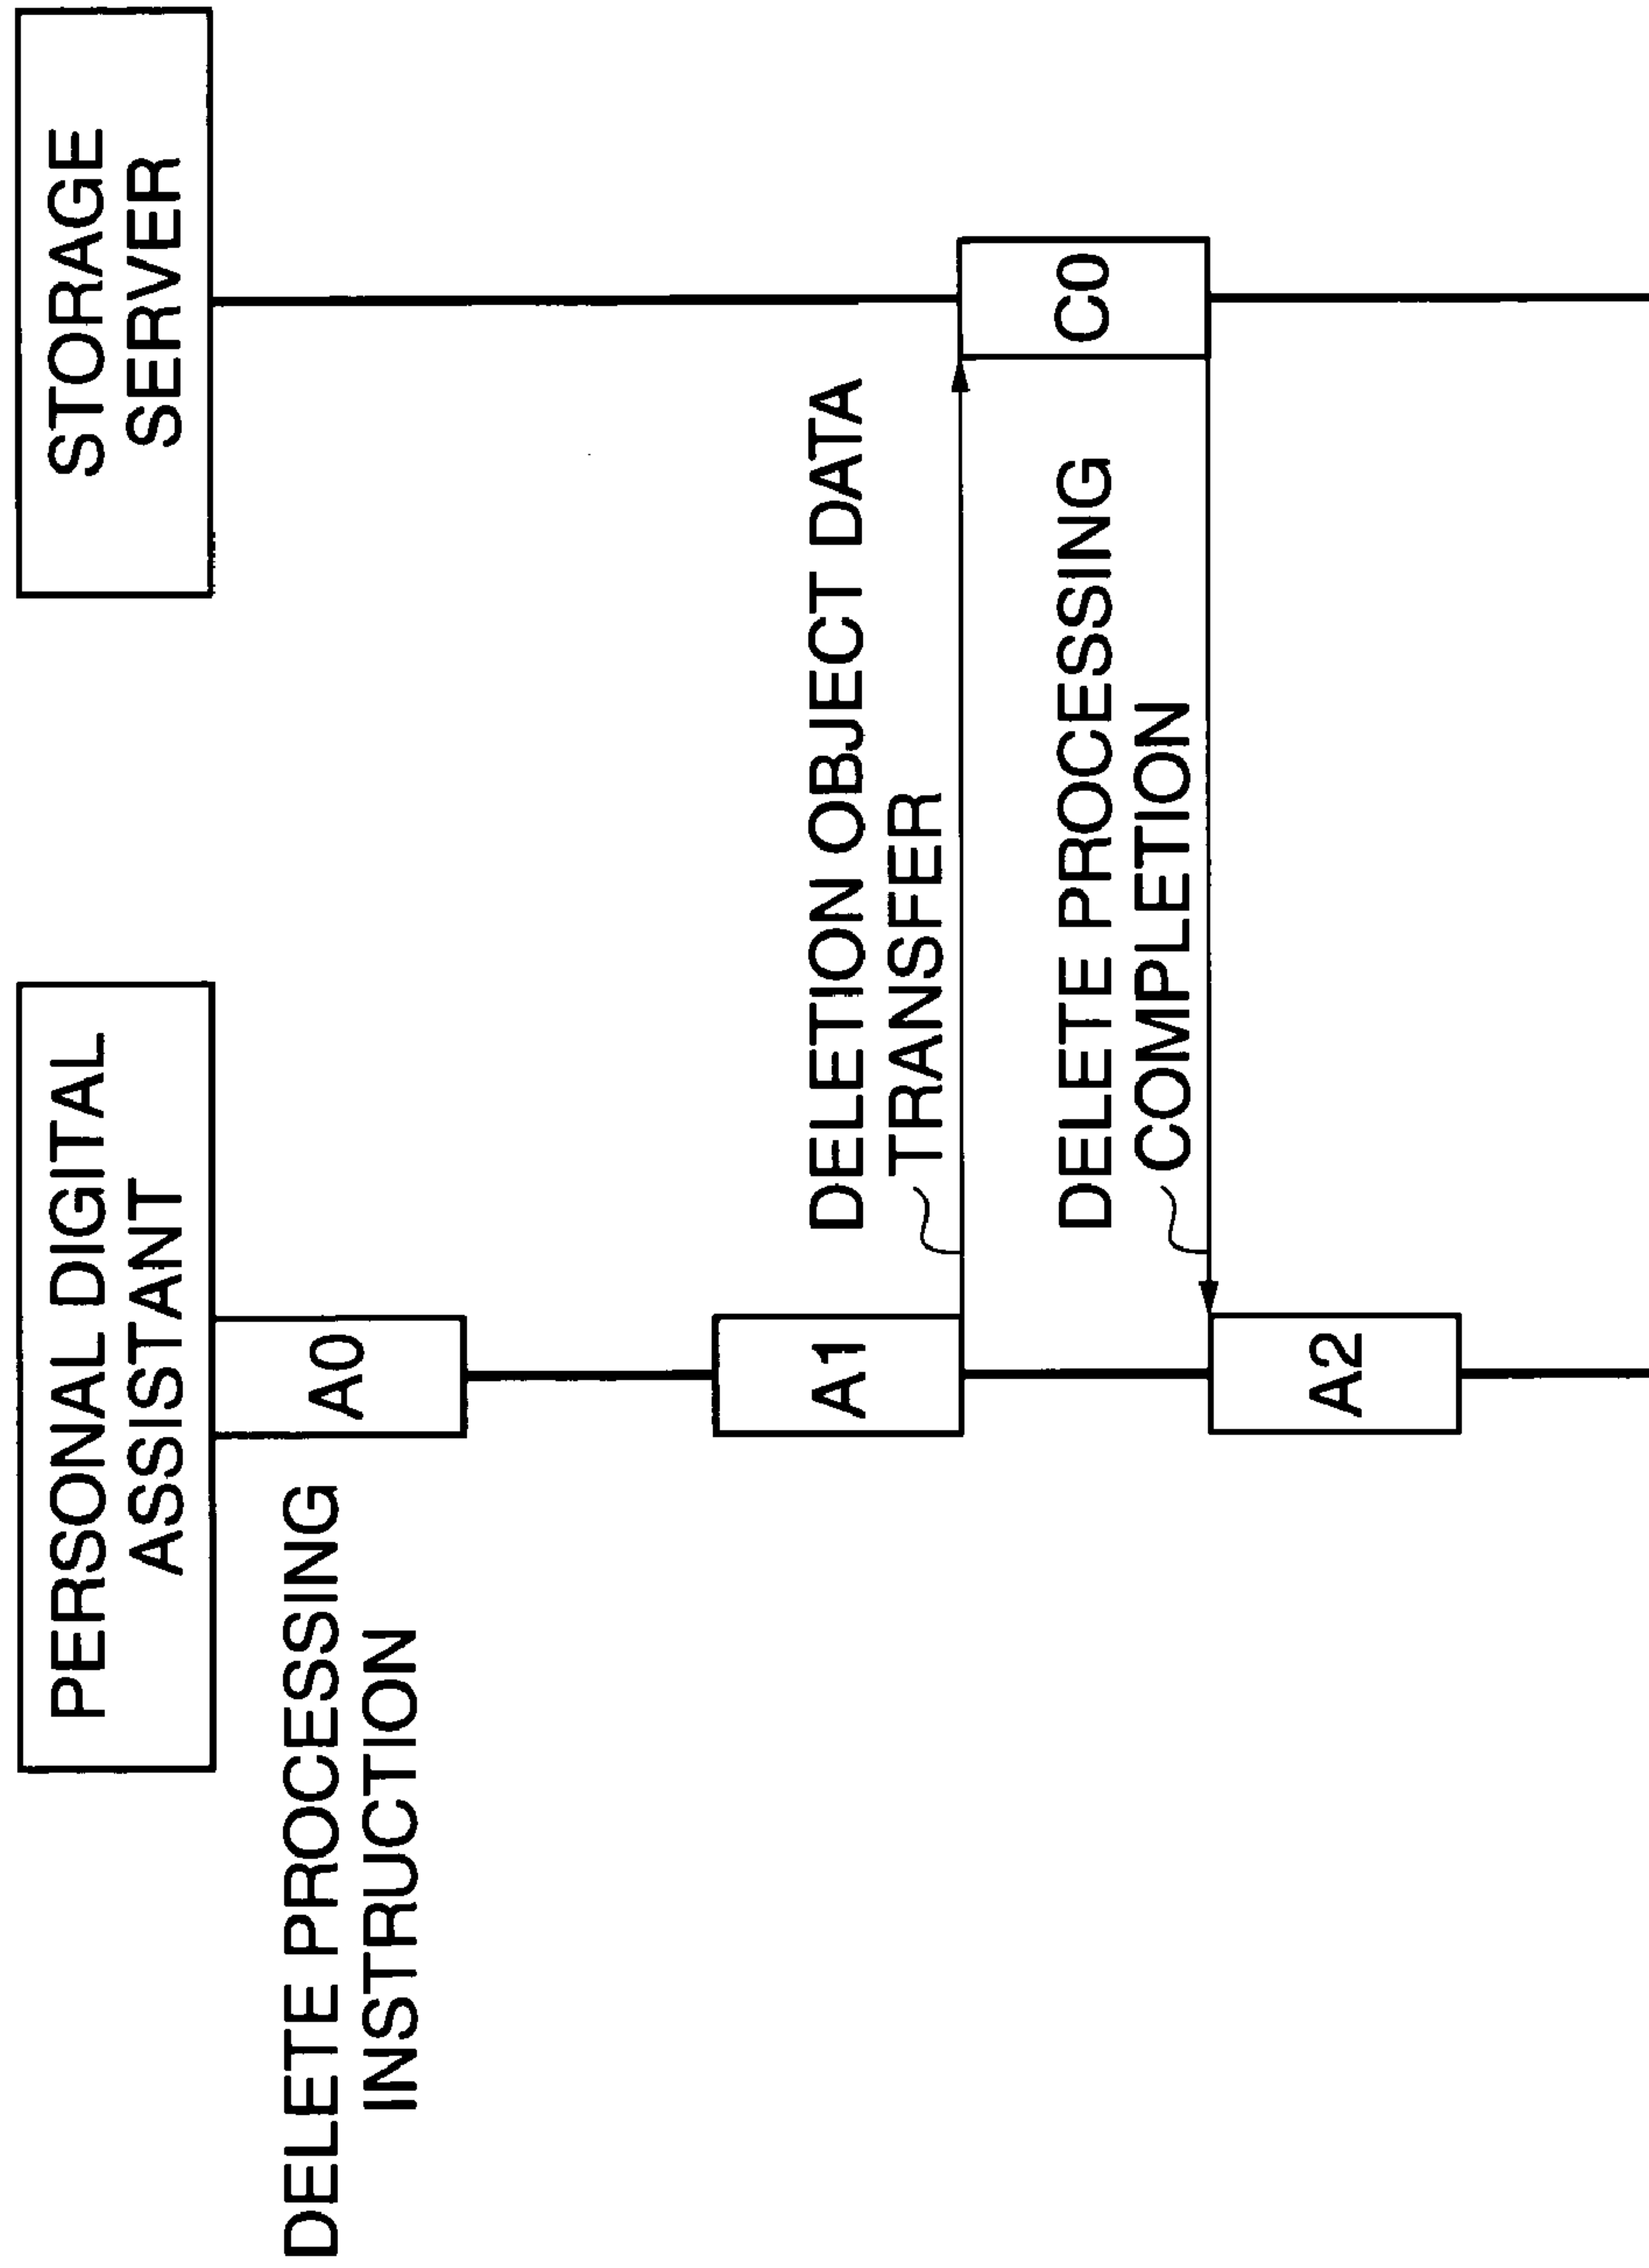 PERSONAL DIGITAL
ASSISTANT
STORAGE
SERVER
DELETE PROCESSING
INSTRUCTION
A0
A1
DELETION OBJECT DATA
TRANSFER
C0
DELETE PROCESSING
COMPLETION
A2